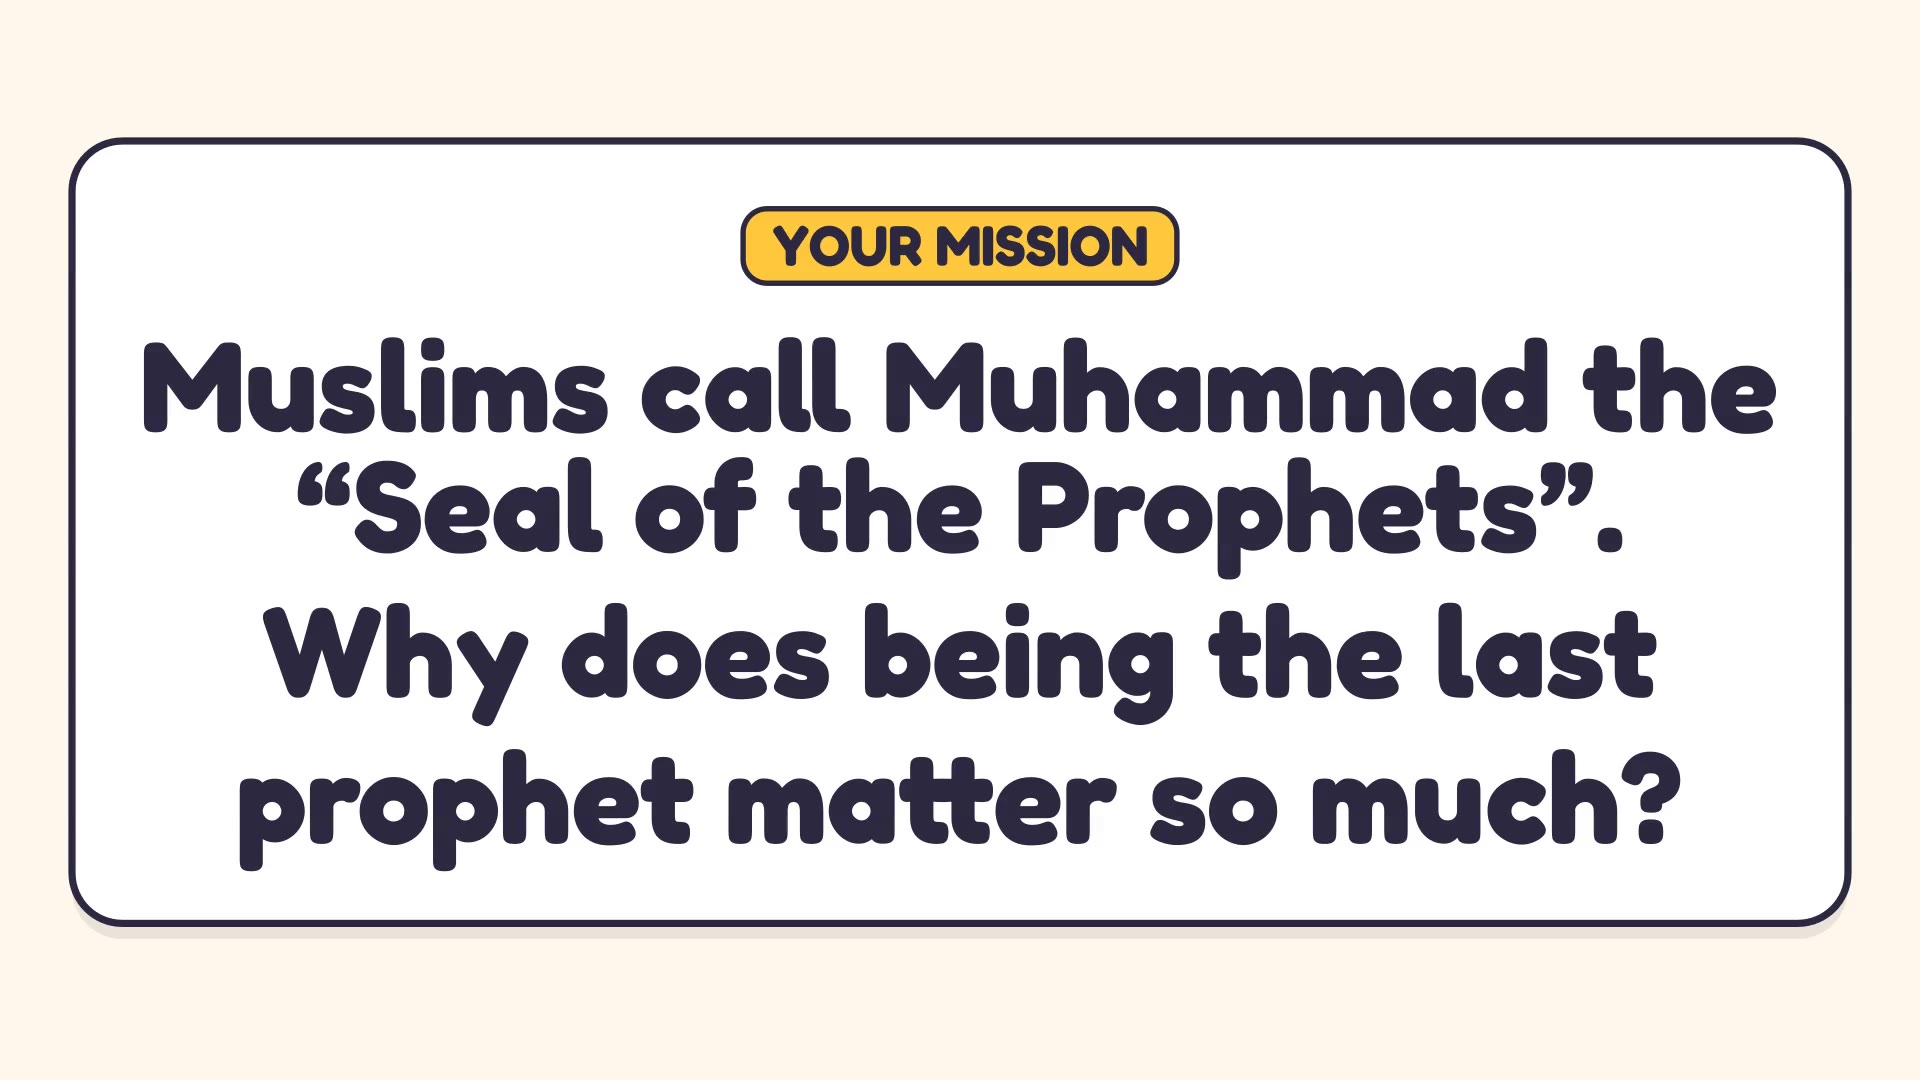 YOUR MISSION
Muslims call Muhammad the
“Seal of the Prophets”.
Why does being the last
prophet matter so much?